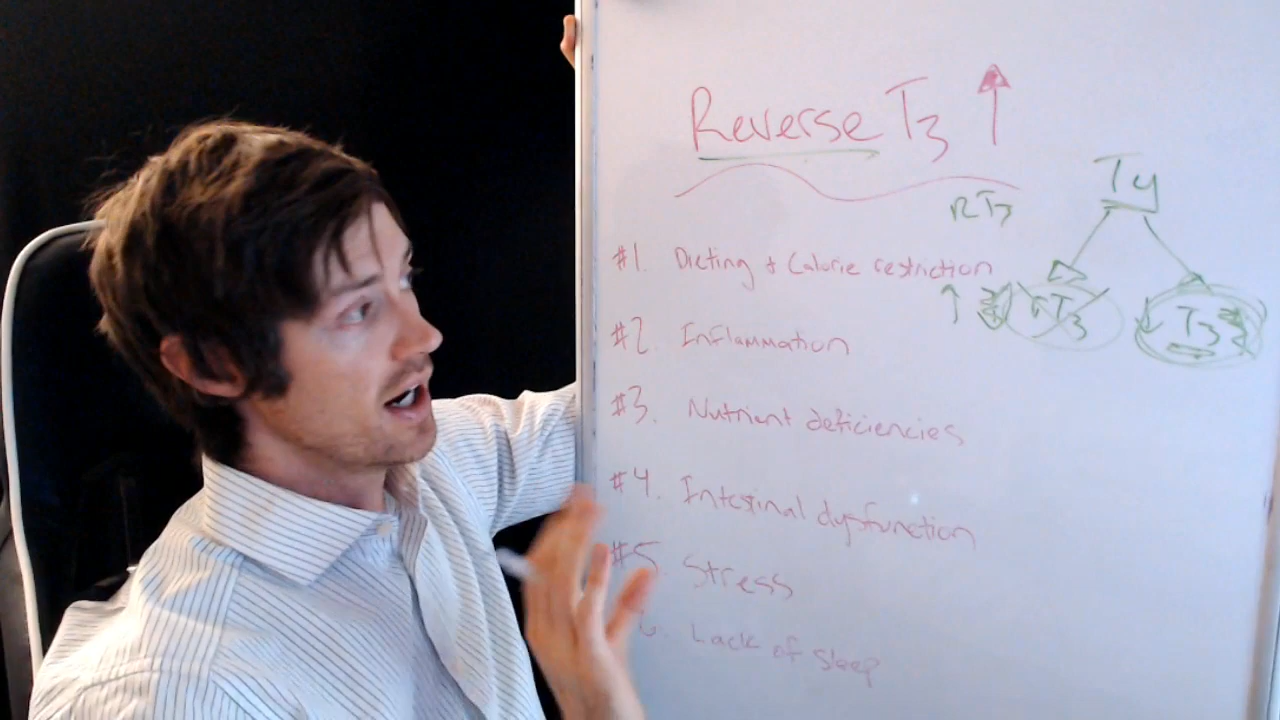 Reverse T3 ↑
T4
RT3
#1. Dieting + Calorie restriction
↑ RT3 T3
#2 Inflammation
#3. Nutrient deficiencies
#4. Intestinal dysfunction
#5 Stress
Lack of Sleep